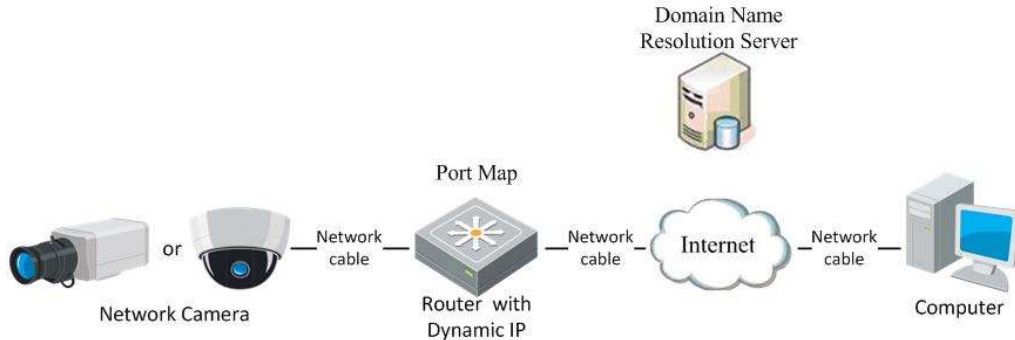 Domain Name
Resolution Server
Port Map
or
Network
cable
Network
cable
Internet
Network
cable
Network Camera
Router with
Dynamic IP
Computer